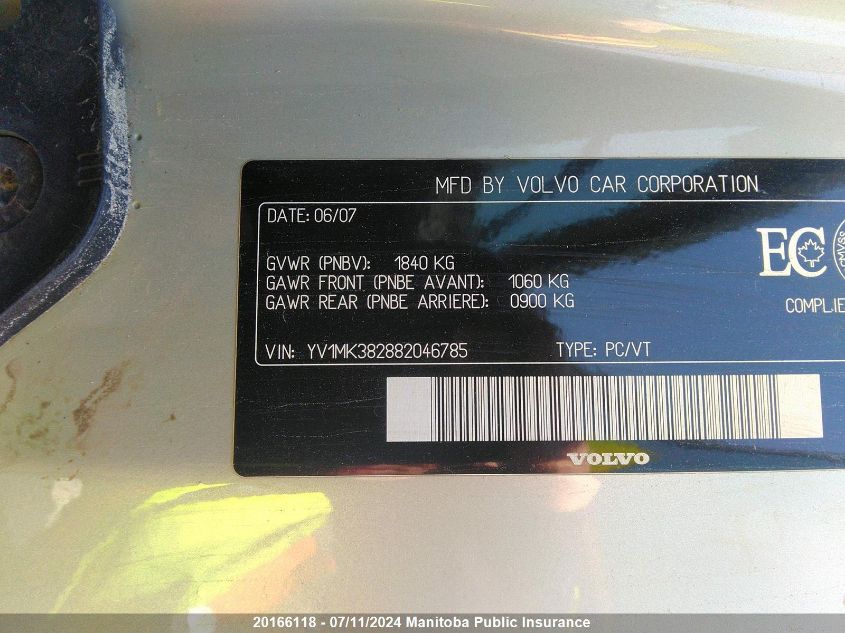 MFD BY VOLVO CAR CORPORATION
DATE: 06/07
GVWR (PNBV): 1840 KG
GAWR FRONT (PNBE AVANT): 1060 KG
GAWR REAR (PNBE ARRIERE): 0900 KG
EC
CMVSS
COMPLIE
VIN: YV1MK382882046785 TYPE: PC/VT
VOLVO
20166118 - 07/11/2024 Manitoba Public Insurance